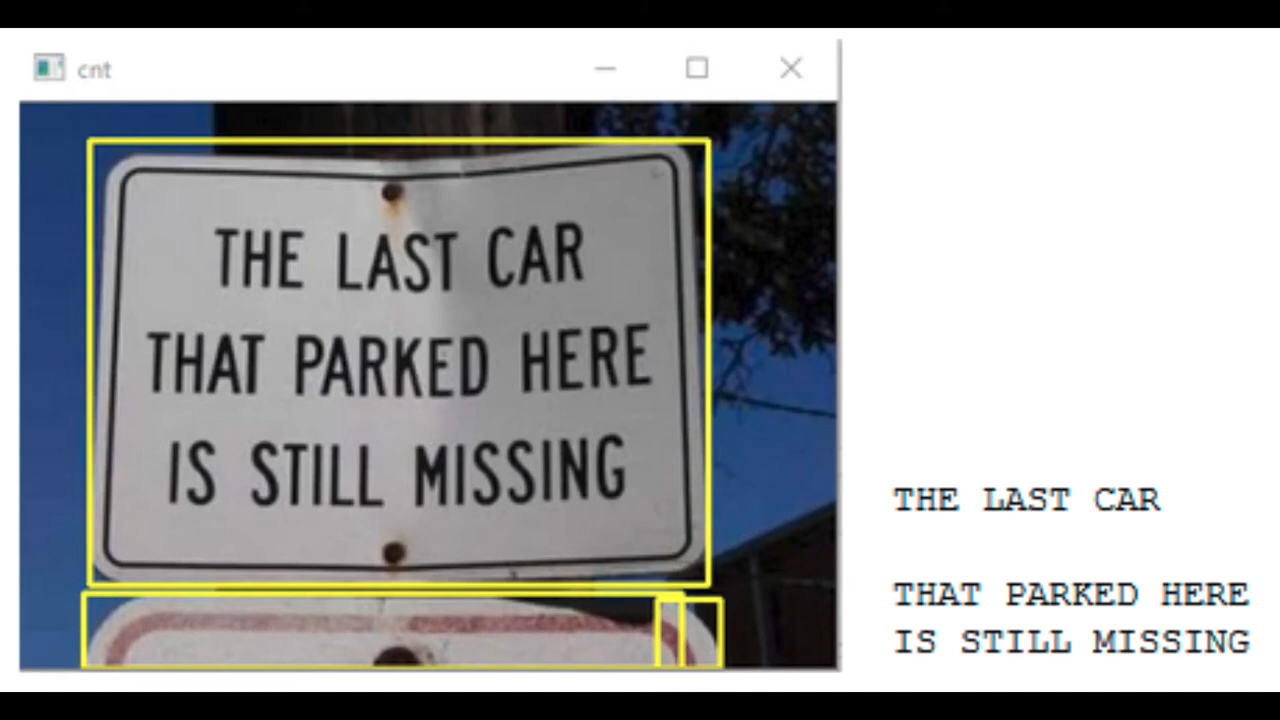 cnt
THE LAST CAR
THAT PARKED HERE
IS STILL MISSING
THE LAST CAR
THAT PARKED HERE
IS STILL MISSING